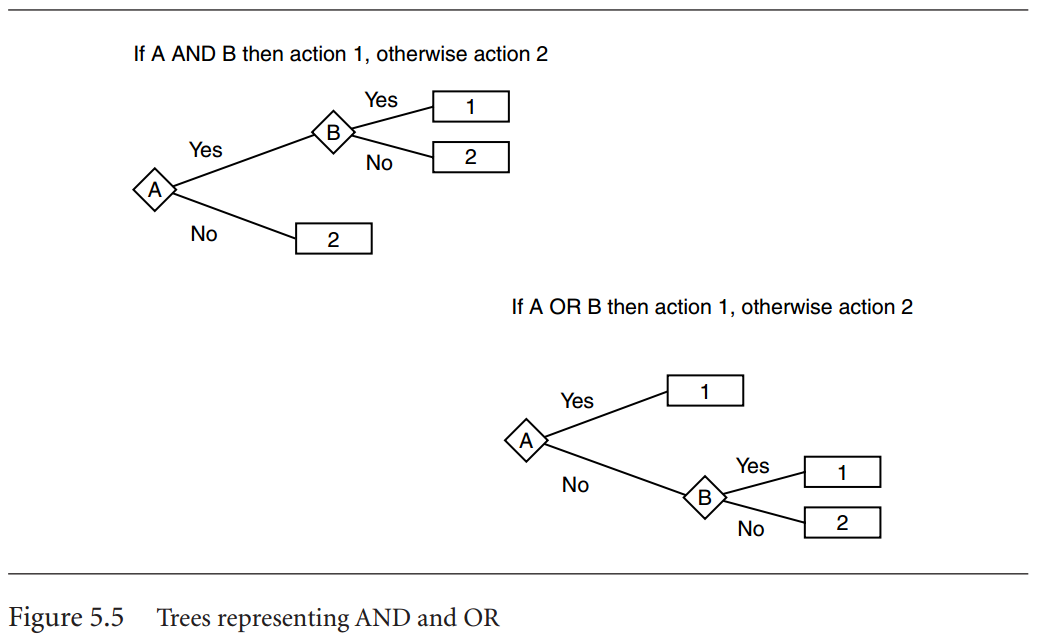 If A AND B then action 1, otherwise action 2
Yes
1
B
Yes
No
2
A
No
2
If A OR B then action 1, otherwise action 2
Yes
1
A
Yes
1
No
B
No
2
Figure 5.5 Trees representing AND and OR